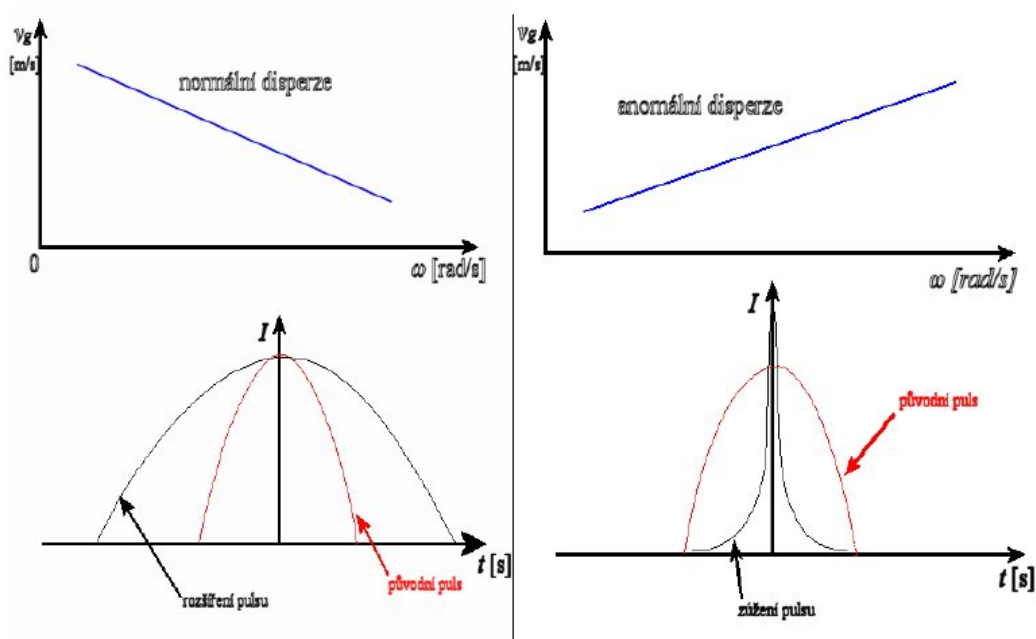 vg
[m/s]
normální disperze
0
ω [rad/s]
I
původní puls
rozšíření pulsu
t [s]
vg
[m/s]
anomální disperze
ω [rad/s]
I
původní puls
zúžení pulsu
t [s]